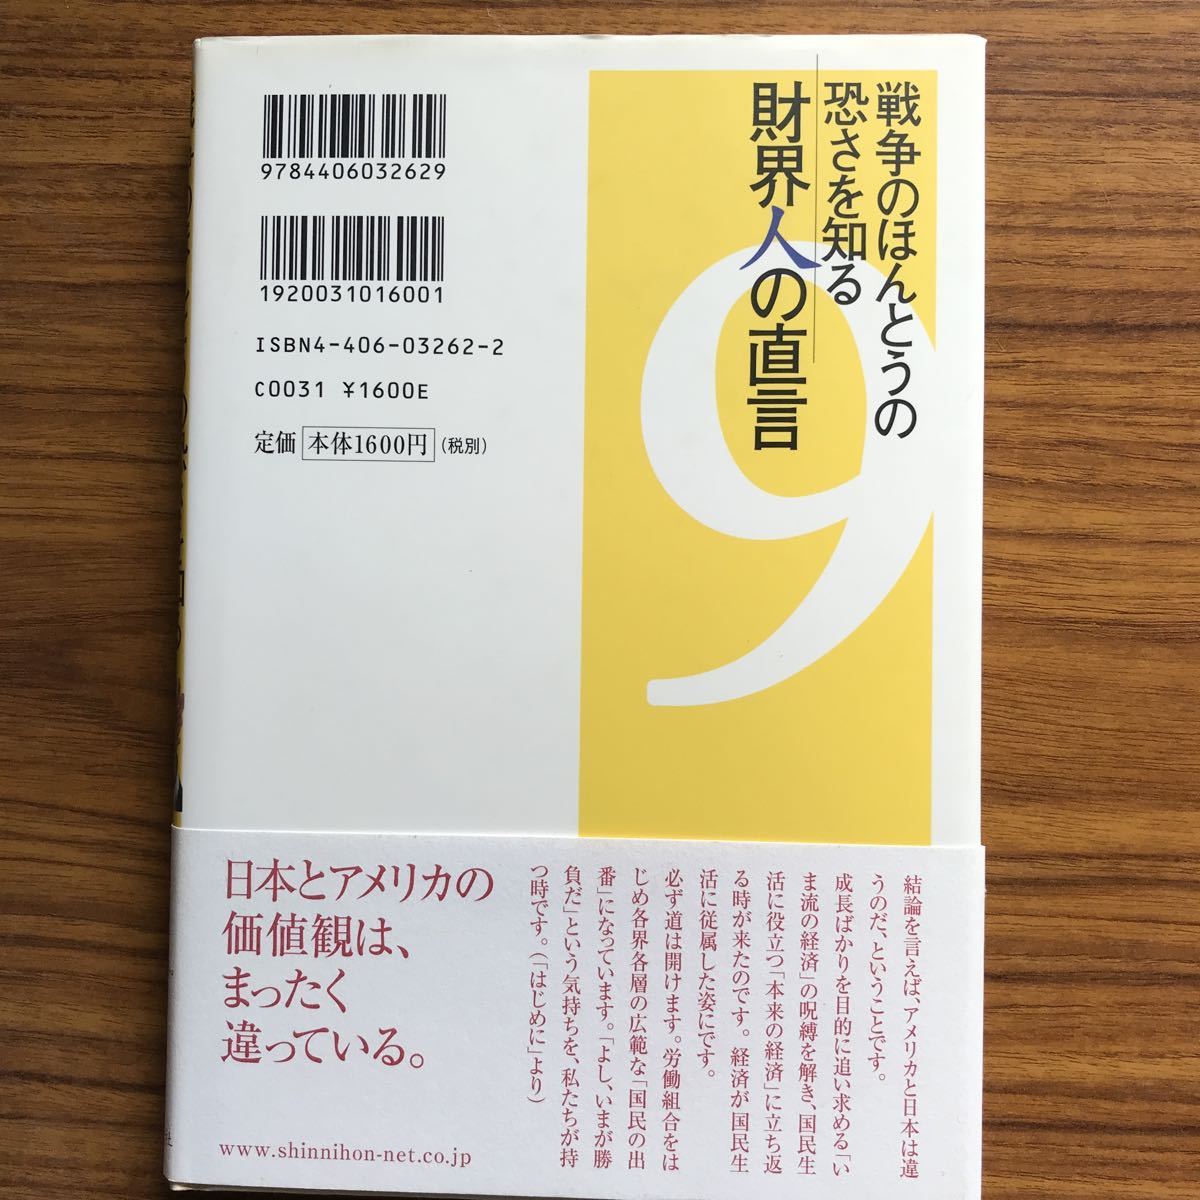 戦争のほんとうの
恐さを知る
財界人の直言
9
9784406032629
1920031016001
ISBN4-406-03262-2
C0031 ¥1600E
定価 本体1600円 (税別)
結論を言えば、アメリカと日本は違
うのだ、ということです。
成長ばかりを目的に追い求める「い
ま流の経済」の呪縛を解き、国民生
活に役立つ「本来の経済」に立ち返
る時が来たのです。経済が国民生
活に従属した姿にです。
必ず道は開けます。労働組合をは
じめ各界各層の広範な「国民の出
番」になっています。「よし、いまが勝
負だ」という気持ちを、私たちが持
つ時です。(「はじめに」より)
日本とアメリカの
価値観は、
まったく
違っている。
www.shinnihon-net.co.jp